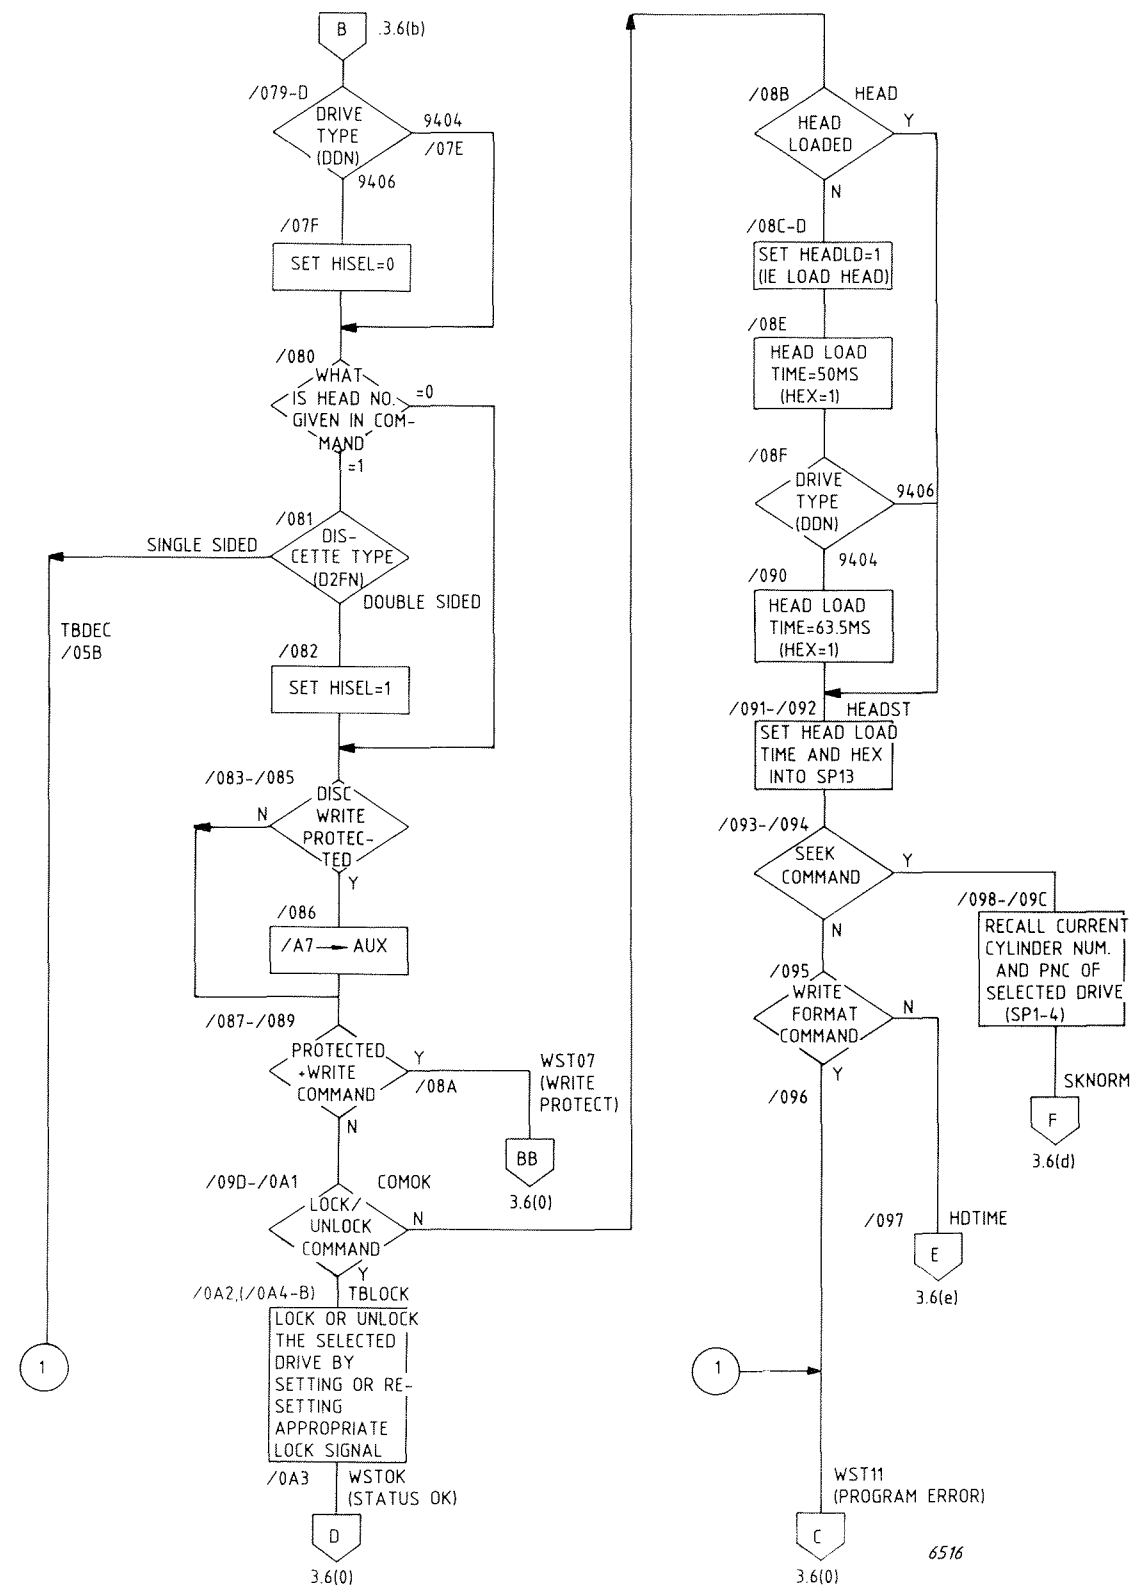 B
.3.6(b)
/079-D
DRIVE
TYPE
(DDN)
9404
/07E
9406
/07F
SET HISEL=0
/080
WHAT
IS HEAD NO.
GIVEN IN COM-
MAND
=0
=1
/081
DIS-
CETTE TYPE
(D2FN)
SINGLE SIDED
DOUBLE SIDED
TBDEC
/05B
/082
SET HISEL=1
/083-/085
DISC
WRITE
PROTEC-
TED
N
Y
/086
/A7 → AUX
/087-/089
PROTECTED
+WRITE
COMMAND
Y
/08A
N
WST07
(WRITE
PROTECT)
BB
3.6(0)
/09D-/0A1
COMOK
LOCK/
UNLOCK
COMMAND
N
Y
/0A2,(/0A4-B)
TBLOCK
LOCK OR UNLOCK
THE SELECTED
DRIVE BY
SETTING OR RE-
SETTING
APPROPRIATE
LOCK SIGNAL
/0A3
WSTOK
(STATUS OK)
D
3.6(0)
1
/08B
HEAD
HEAD
LOADED
Y
N
/08C-D
SET HEADLD=1
(IE LOAD HEAD)
/08E
HEAD LOAD
TIME=50MS
(HEX=1)
/08F
DRIVE
TYPE
(DDN)
9406
9404
/090
HEAD LOAD
TIME=63.5MS
(HEX=1)
/091-/092
HEADST
SET HEAD LOAD
TIME AND HEX
INTO SP13
/093-/094
SEEK
COMMAND
Y
N
/098-/09C
RECALL CURRENT
CYLINDER NUM.
AND PNC OF
SELECTED DRIVE
(SP1-4)
SKNORM
F
3.6(d)
/095
WRITE
FORMAT
COMMAND
N
Y
/096
/097
HDTIME
E
3.6(e)
1
WST11
(PROGRAM ERROR)
C
3.6(0)
6516